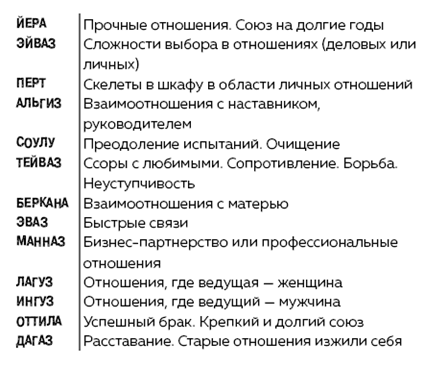 ЙЕРА Прочные отношения. Союз на долгие годы
ЭЙВАЗ Сложности выбора в отношениях (деловых или
личных)
ПЕРТ Скелеты в шкафу в области личных отношений
АЛЬГИЗ Взаимоотношения с наставником,
руководителем
СОУЛУ Преодоление испытаний. Очищение
ТЕЙВАЗ Ссоры с любимыми. Сопротивление. Борьба.
Неуступчивость
БЕРКАНА Взаимоотношения с матерью
ЭВАЗ Быстрые связи
МАННАЗ Бизнес-партнерство или профессиональные
отношения
ЛАГУЗ Отношения, где ведущая — женщина
ИНГУЗ Отношения, где ведущий — мужчина
ОТТИЛА Успешный брак. Крепкий и долгий союз
ДАГАЗ Расставание. Старые отношения изжили себя